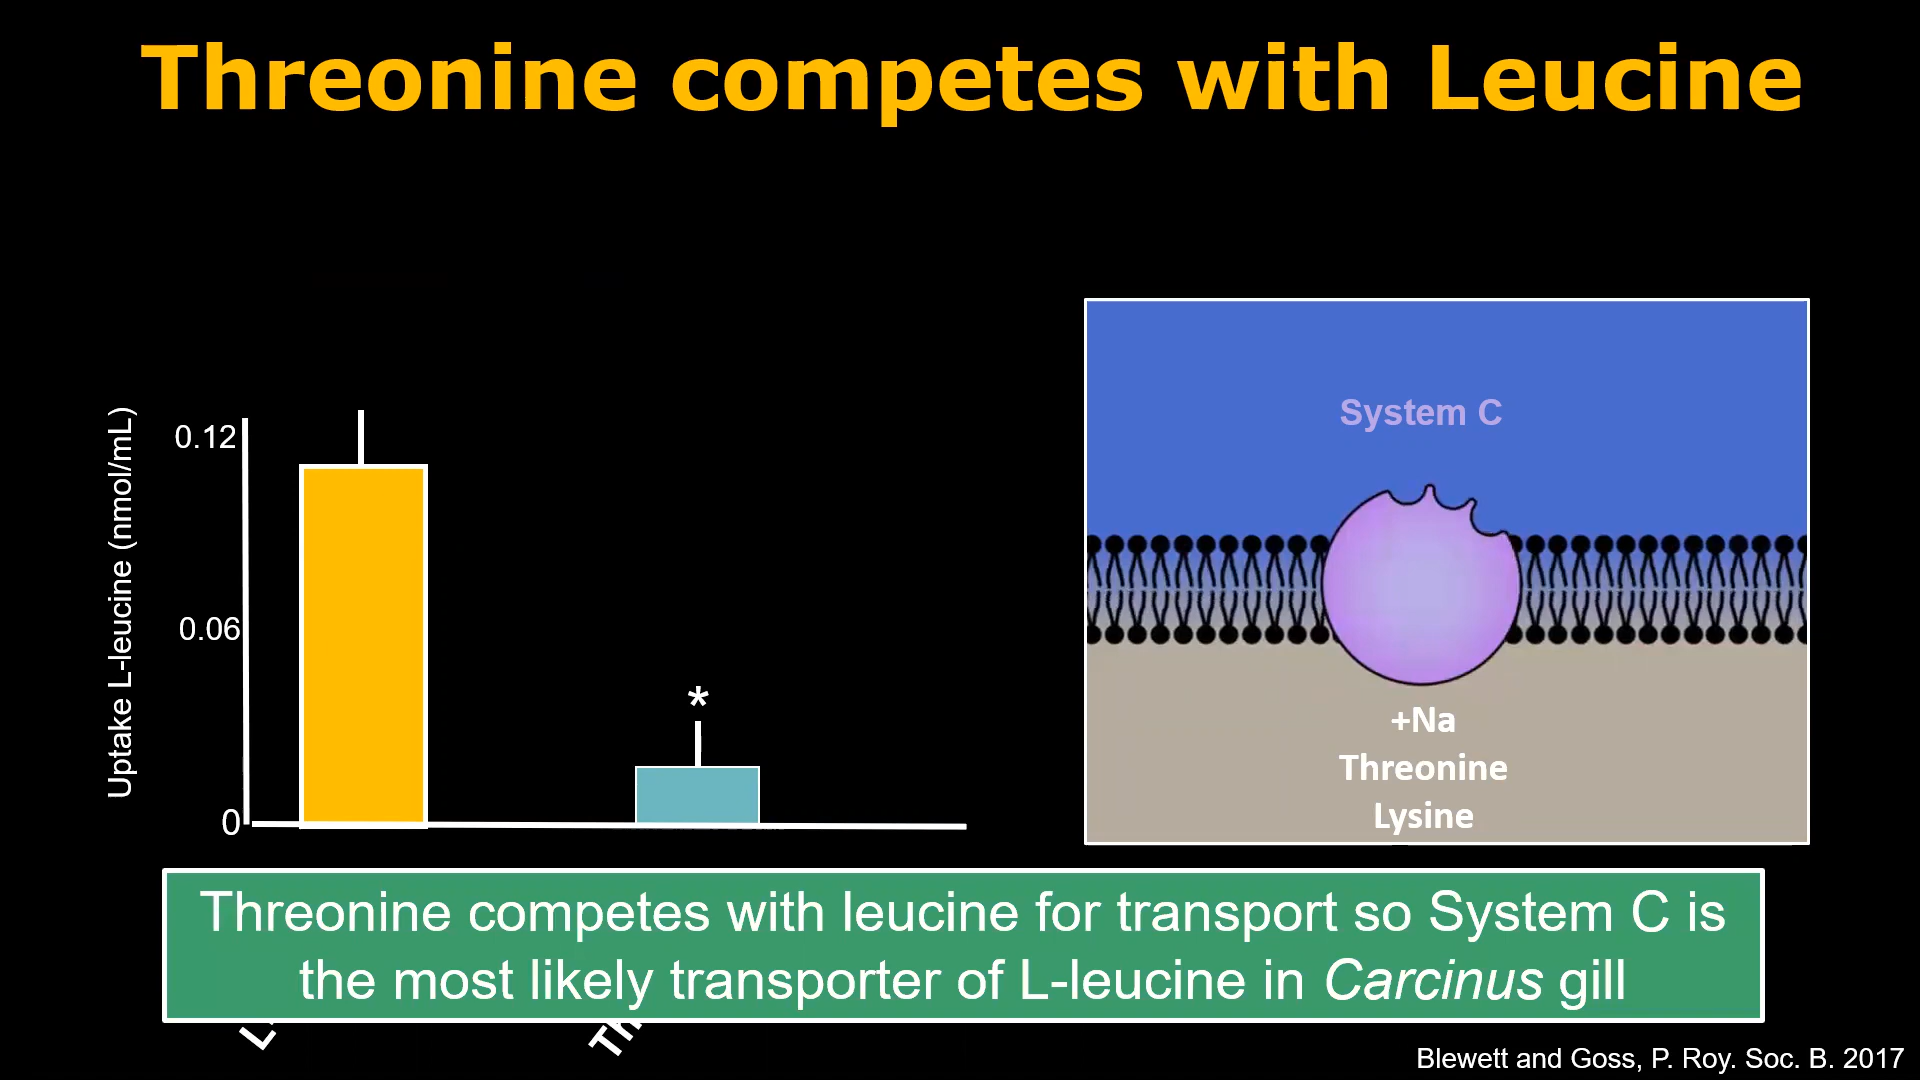 Threonine competes with Leucine
Uptake L-leucine (nmol/mL)
0.12
0.06
0
*
System C
+Na
Threonine
Lysine
Threonine competes with leucine for transport so System C is
the most likely transporter of L-leucine in Carcinus gill
Blewett and Goss, P. Roy. Soc. B. 2017